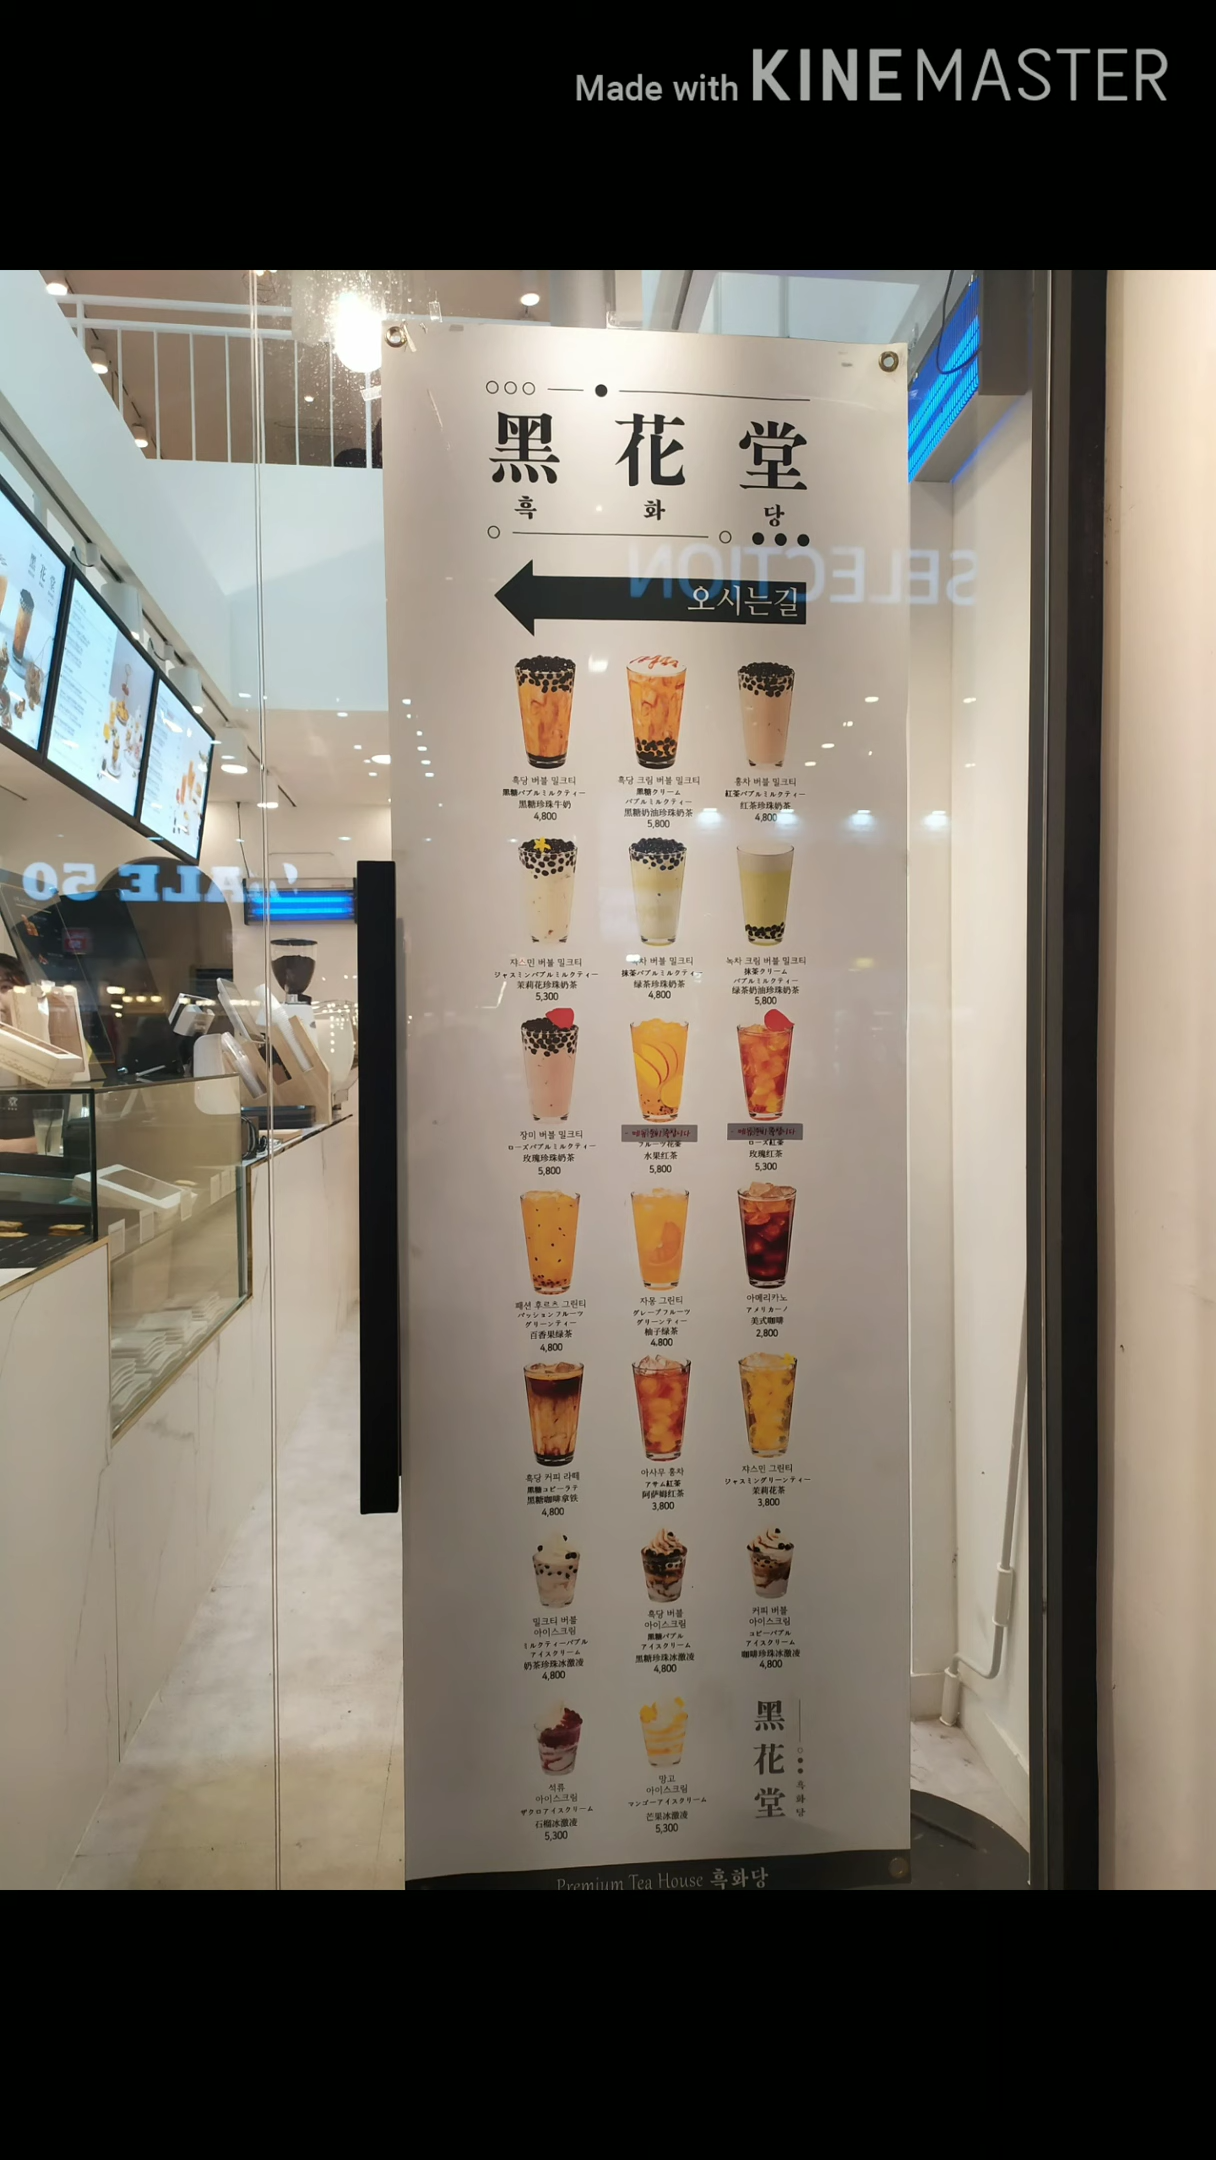 Made with KINEMASTER
黑 花 堂
흑 화 당
SELECTION
오시는길
흑당 버블 밀크티
黒糖バブルミルクティー
黑糖珍珠牛奶
4,800
흑당 크림 버블 밀크티
黒糖クリーム
バブルミルクティー
黑糖奶油珍珠奶茶
5,800
홍차 버블 밀크티
紅茶バブルミルクティー
红茶珍珠奶茶
4,800
SALE 50
쟈스민 버블 밀크티
ジャスミンバブルミルクティー
茉莉花珍珠奶茶
5,300
버블 밀크티
抹茶バブルミルクティー
绿茶珍珠奶茶
4,800
녹차 크림 버블 밀크티
抹茶クリーム
バブルミルクティー
绿茶奶油珍珠奶茶
5,800
장미 버블 밀크티
ローズバブルミルクティー
玫瑰珍珠奶茶
5,800
水果红茶
5,800
ローズ紅茶
玫瑰红茶
5,300
패션 후르츠 그린티
パッションフルーツ
グリーンティー
百香果绿茶
4,800
자몽 그린티
グレープフルーツ
グリーンティー
柚子绿茶
4,800
아메리카노
アメリカーノ
美式咖啡
2,800
흑당 커피 라떼
黒糖コピーラテ
黑糖咖啡拿铁
4,800
아사무 홍차
アサム紅茶
阿萨姆红茶
3,800
쟈스민 그린티
ジャスミングリーンティー
茉莉花茶
3,800
밀크티 버블
아이스크림
ミルクティーバブル
アイスクリーム
奶茶珍珠冰激凌
4,800
흑당 버블
아이스크림
黒糖バブル
アイスクリーム
黑糖珍珠冰激凌
4,800
커피 버블
아이스크림
コピーバブル
アイスクリーム
咖啡珍珠冰激凌
4,800
석류
아이스크림
ザクロアイスクリーム
石榴冰激凌
5,300
망고
아이스크림
マンゴーアイスクリーム
芒果冰激凌
5,300
黑花堂
흑화당
Premium Tea House 흑화당